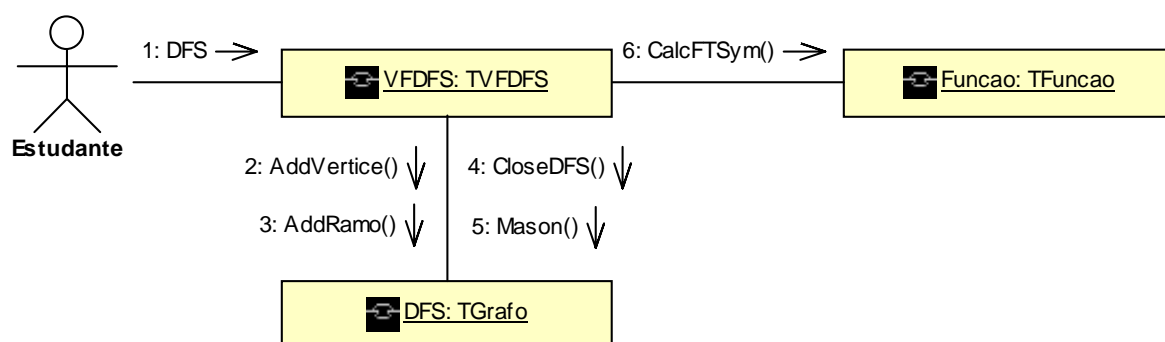 1: DFS
6: CalcFTSym()
VFDFS: TVFDFS
Funcao: TFuncao
Estudante
2: AddVertice()
4: CloseDFS()
3: AddRamo()
5: Mason()
DFS: TGrafo